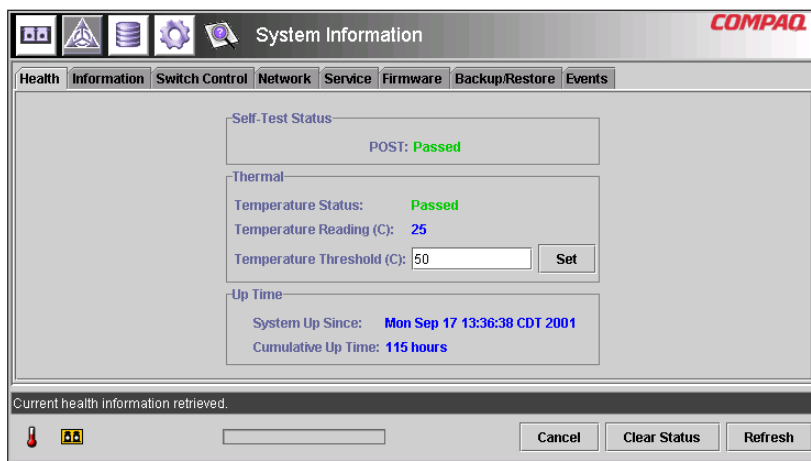 System Information
COMPAQ
Health Information Switch Control Network Service Firmware Backup/Restore Events
Self-Test Status
POST: Passed
Thermal
Temperature Status: Passed
Temperature Reading (C): 25
Temperature Threshold (C): 50 Set
Up Time
System Up Since: Mon Sep 17 13:36:38 CDT 2001
Cumulative Up Time: 115 hours
Current health information retrieved.
Cancel Clear Status Refresh